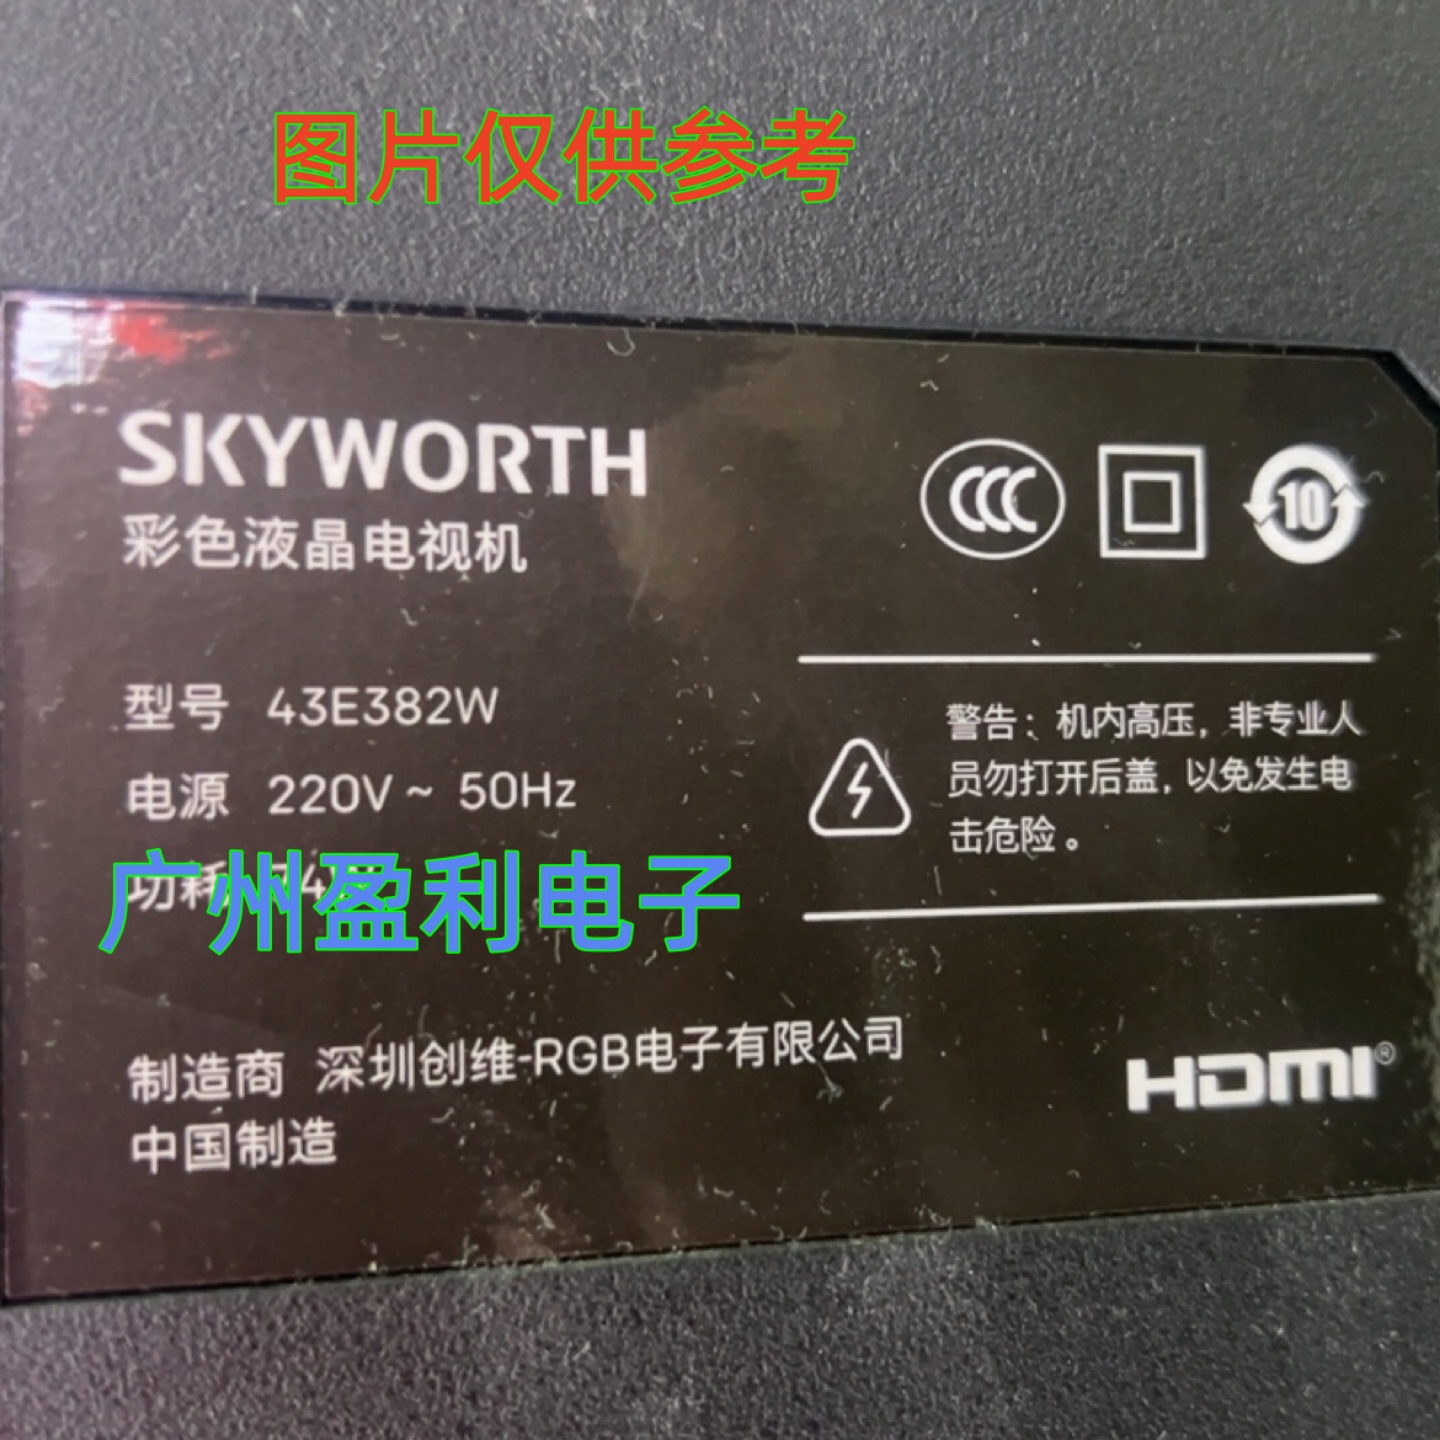 图片仅供参考
SKYWORTH
彩色液晶电视机
CCC
10
型号 43E382W
电源 220V~ 50Hz
功耗
广州盈利电子
警告：机内高压，非专业人
员勿打开后盖，以免发生电
击危险。
制造商 深圳创维-RGB电子有限公司
中国制造
HDMI®